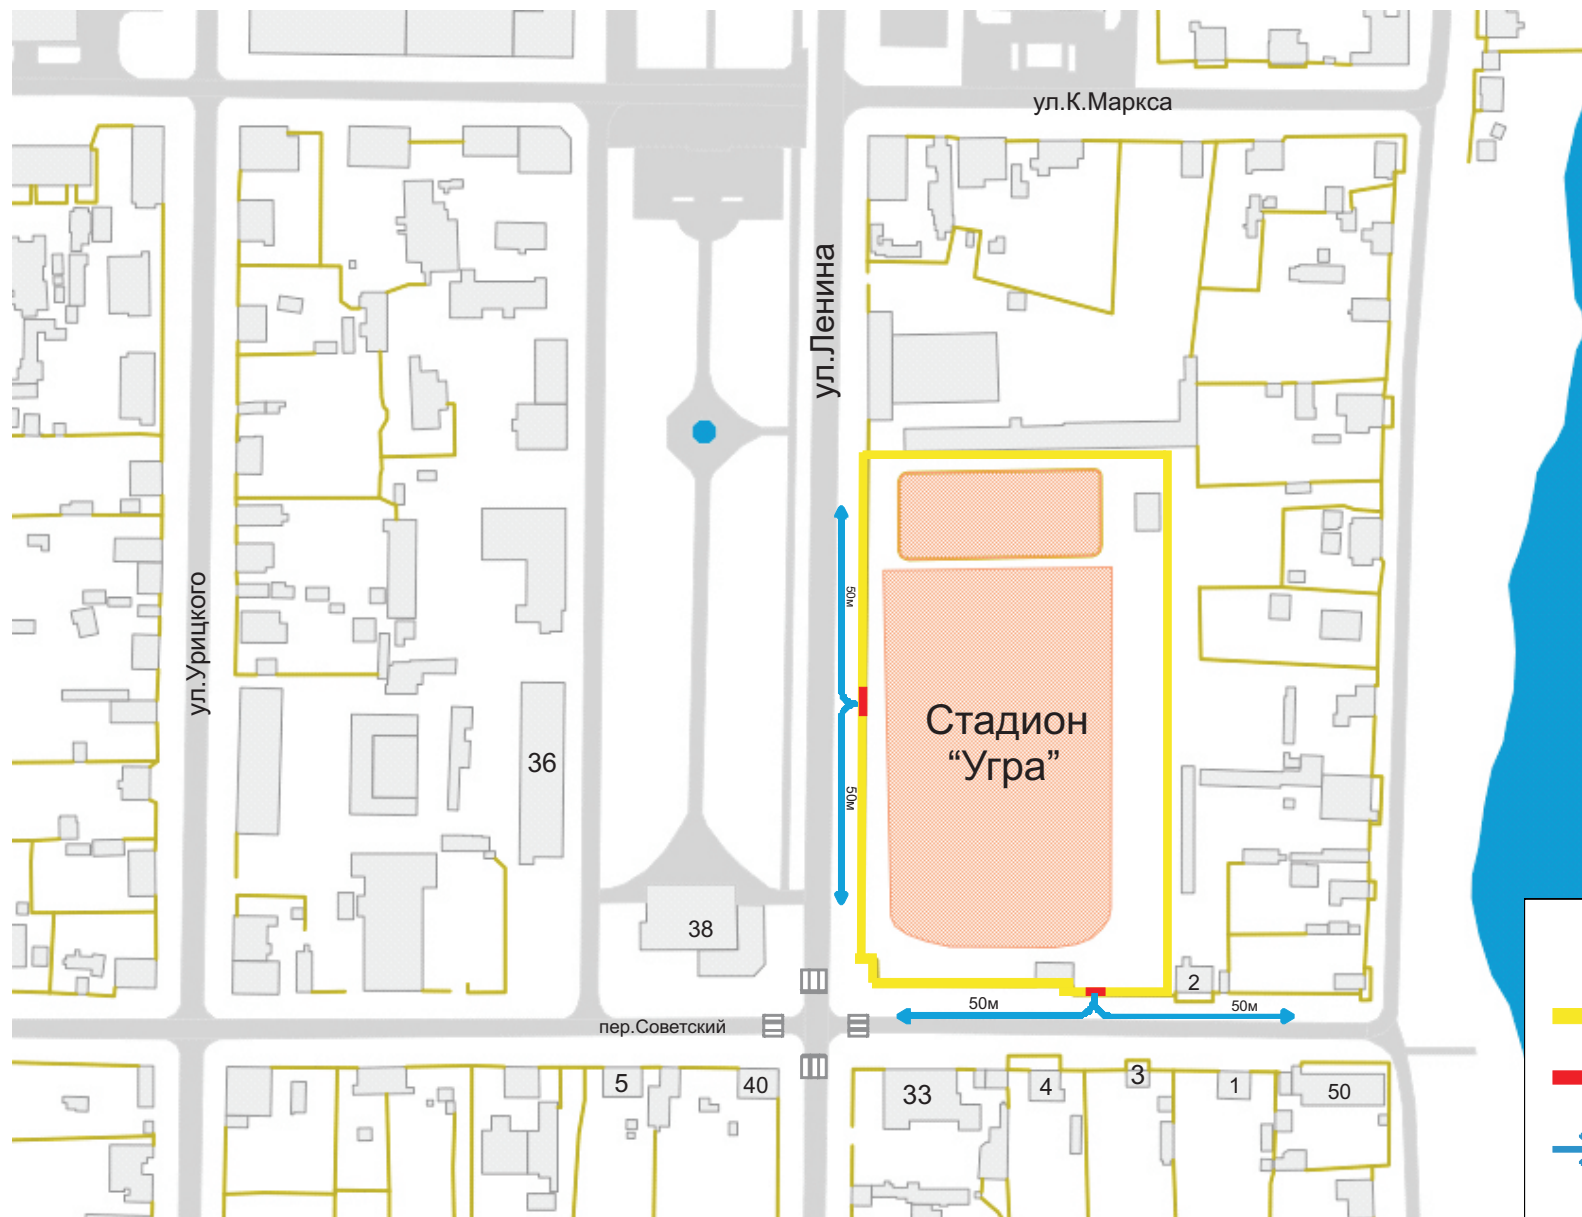 ул.К.Маркса
ул.Ленина
50м
ул.Урицкого
Стадион
“Угра”
36
50м
38
2
50м
50м
пер.Советский
5
40
33
4
3
1
50